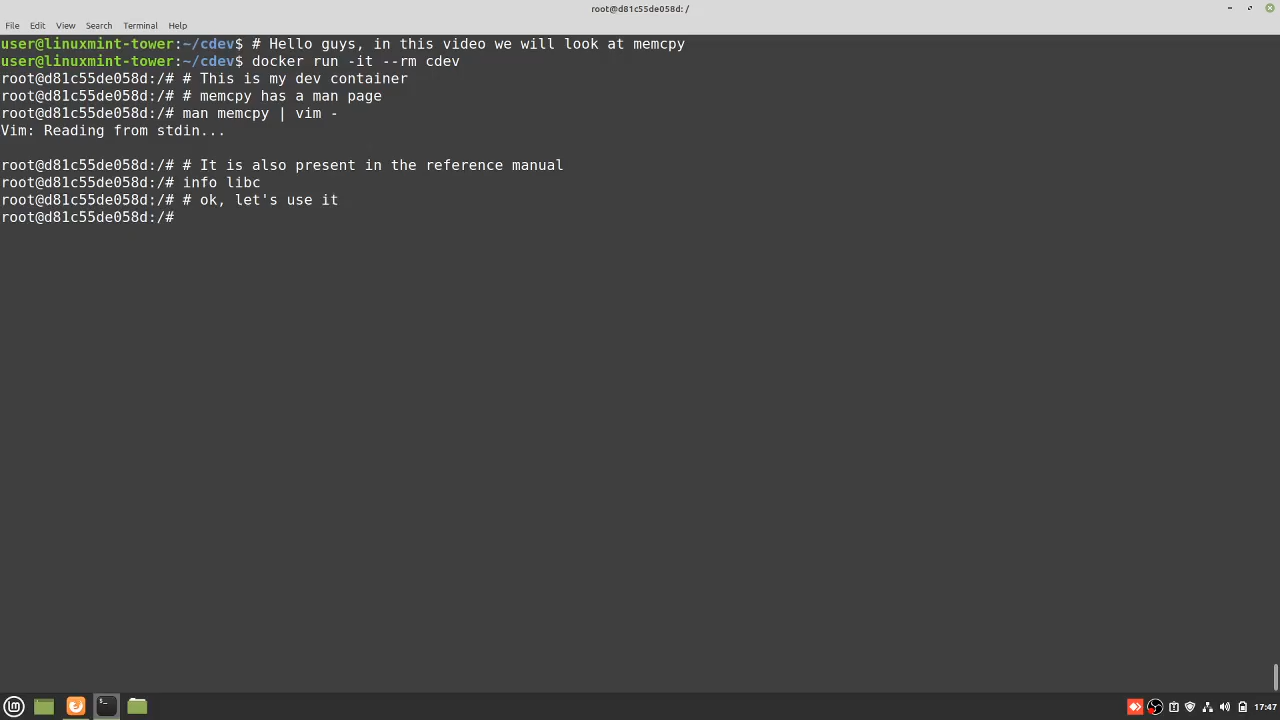 root@d81c55de058d: /
File Edit View Search Terminal Help
user@linuxmint-tower:~/cdev$ # Hello guys, in this video we will look at memcpy
user@linuxmint-tower:~/cdev$ docker run -it --rm cdev
root@d81c55de058d:/# # This is my dev container
root@d81c55de058d:/# # memcpy has a man page
root@d81c55de058d:/# man memcpy | vim -
Vim: Reading from stdin...
root@d81c55de058d:/# # It is also present in the reference manual
root@d81c55de058d:/# info libc
root@d81c55de058d:/# # ok, let's use it
root@d81c55de058d:/#
17:47